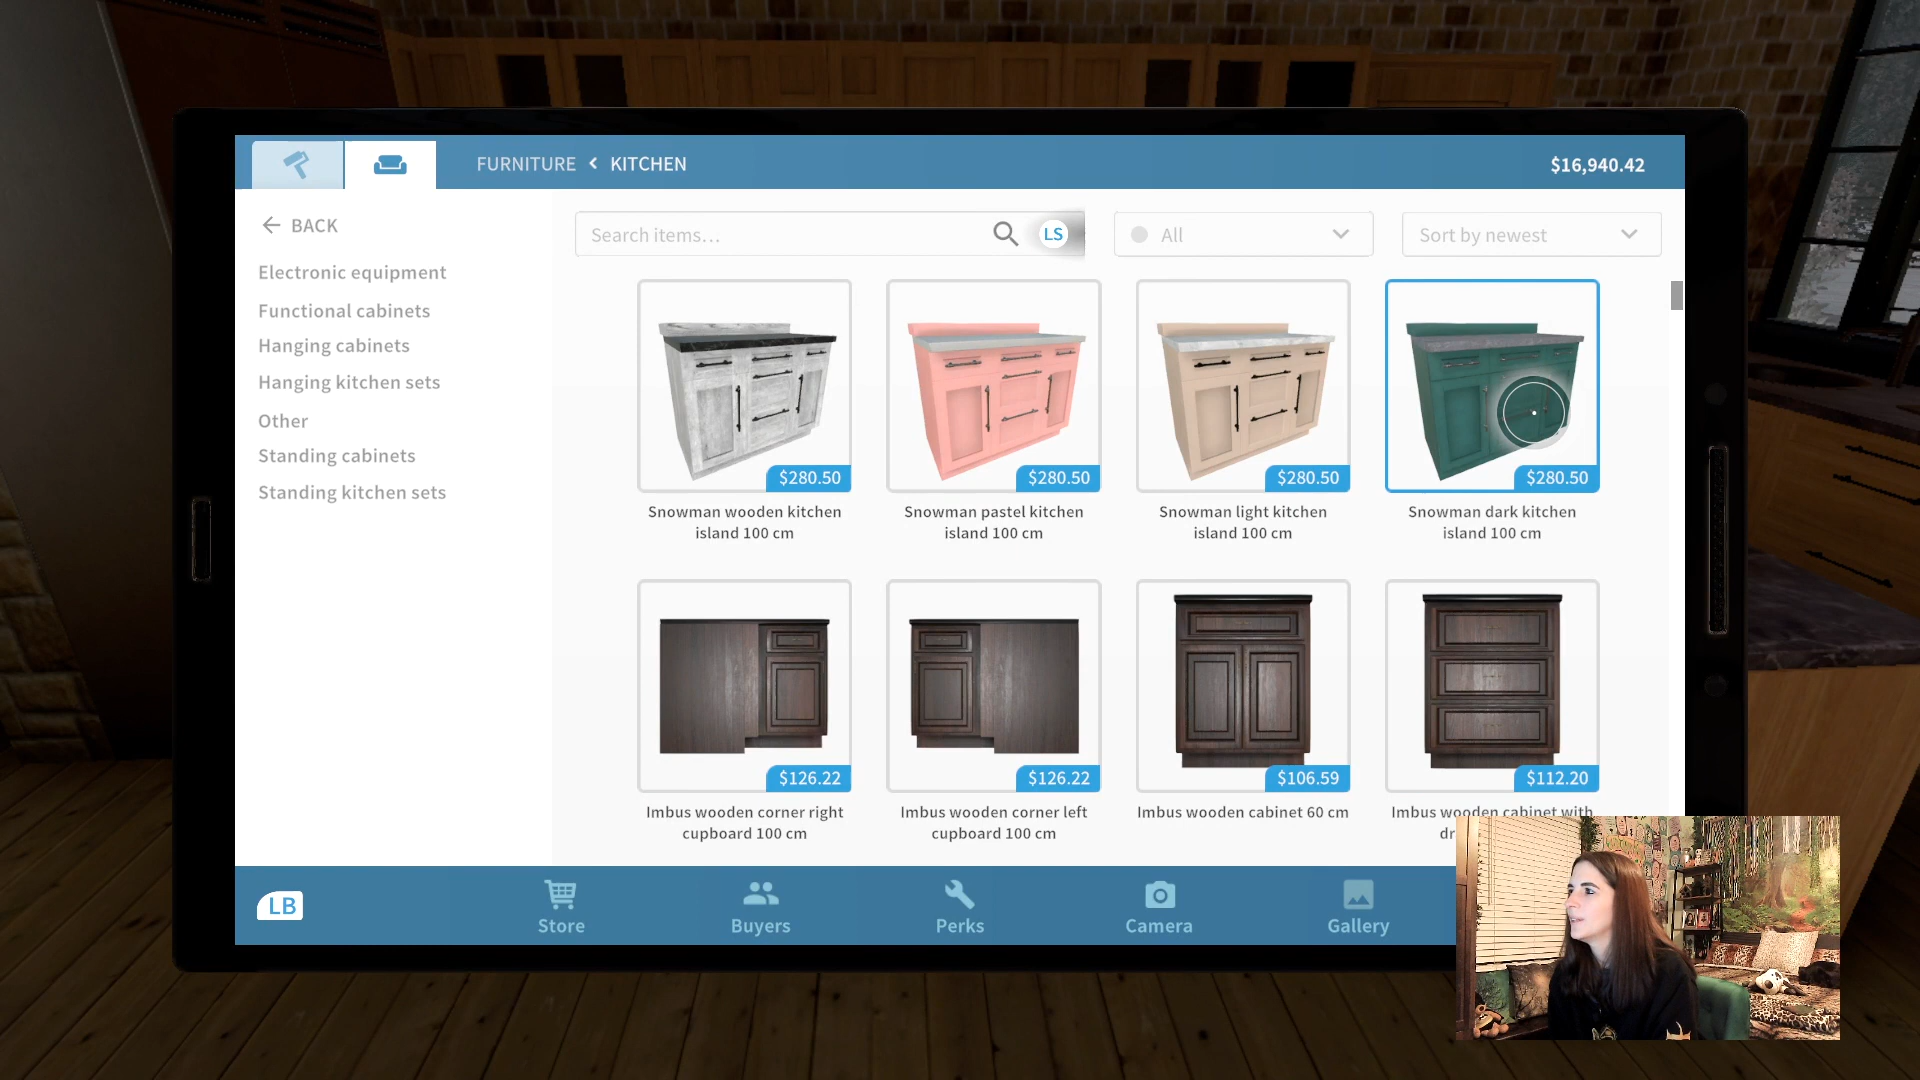 FURNITURE < KITCHEN
$16,940.42
BACK
Search items...
LS
All
Sort by newest
Electronic equipment
Functional cabinets
Hanging cabinets
Hanging kitchen sets
Other
Standing cabinets
Standing kitchen sets
$280.50
$280.50
$280.50
$280.50
Snowman wooden kitchen
island 100 cm
Snowman pastel kitchen
island 100 cm
Snowman light kitchen
island 100 cm
Snowman dark kitchen
island 100 cm
$126.22
$126.22
$106.59
$112.20
Imbus wooden corner right
cupboard 100 cm
Imbus wooden corner left
cupboard 100 cm
Imbus wooden cabinet 60 cm
Imbus wooden cabinet with
LB
Store
Buyers
Perks
Camera
Gallery